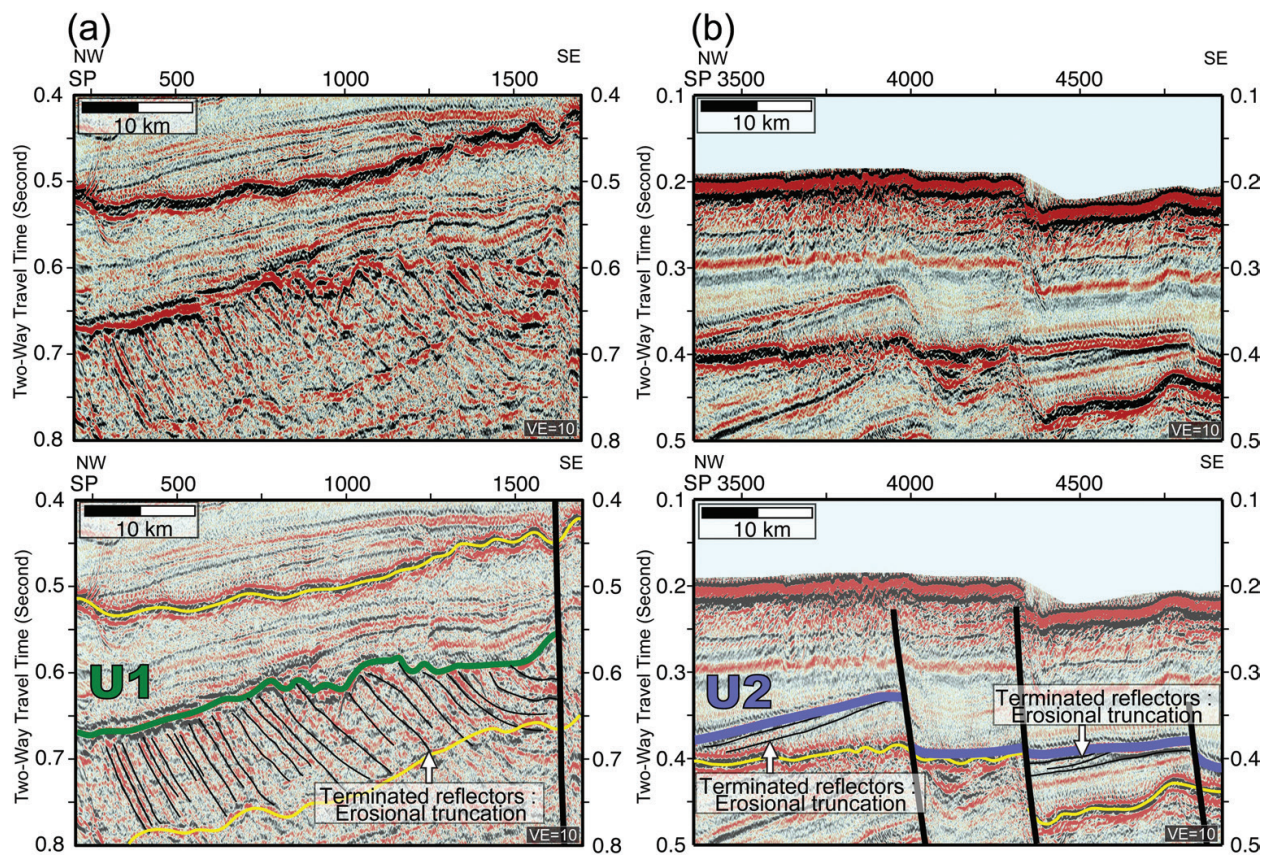 (a)
NW
SE
SP 500 1000 1500
0.4
0.5
0.6
0.7
0.8
Two-Way Travel Time (Second)
10 km
0.4
0.5
0.6
0.7
0.8
VE=10
(b)
NW
SE
SP 3500 4000 4500
0.1
0.2
0.3
0.4
0.5
Two-Way Travel Time (Second)
10 km
0.1
0.2
0.3
0.4
0.5
VE=10
NW
SE
SP 500 1000 1500
0.4
0.5
0.6
0.7
0.8
Two-Way Travel Time (Second)
10 km
U1
Terminated reflectors :
Erosional truncation
0.4
0.5
0.6
0.7
0.8
VE=10
NW
SE
SP 3500 4000 4500
0.1
0.2
0.3
0.4
0.5
Two-Way Travel Time (Second)
10 km
U2
Terminated reflectors :
Erosional truncation
Terminated reflectors :
Erosional truncation
0.1
0.2
0.3
0.4
0.5
VE=10